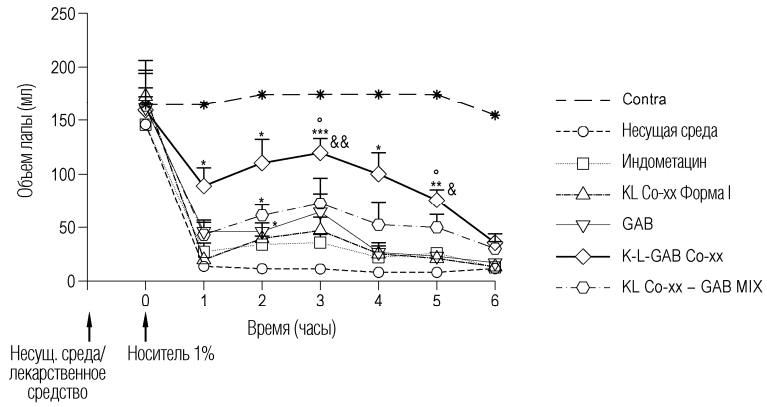 Объем лапы (мл)
250
200
150
100
50
0
* * * *
° *** &&
° ** &
* *
0 1 2 3 4 5 6
Время (часы)
Несущ. среда/
лекарственное
средство
Носитель 1%
Contra
Несущая среда
Индометацин
KL Co-xx Форма I
GAB
K-L-GAB Co-xx
KL Co-xx – GAB MIX